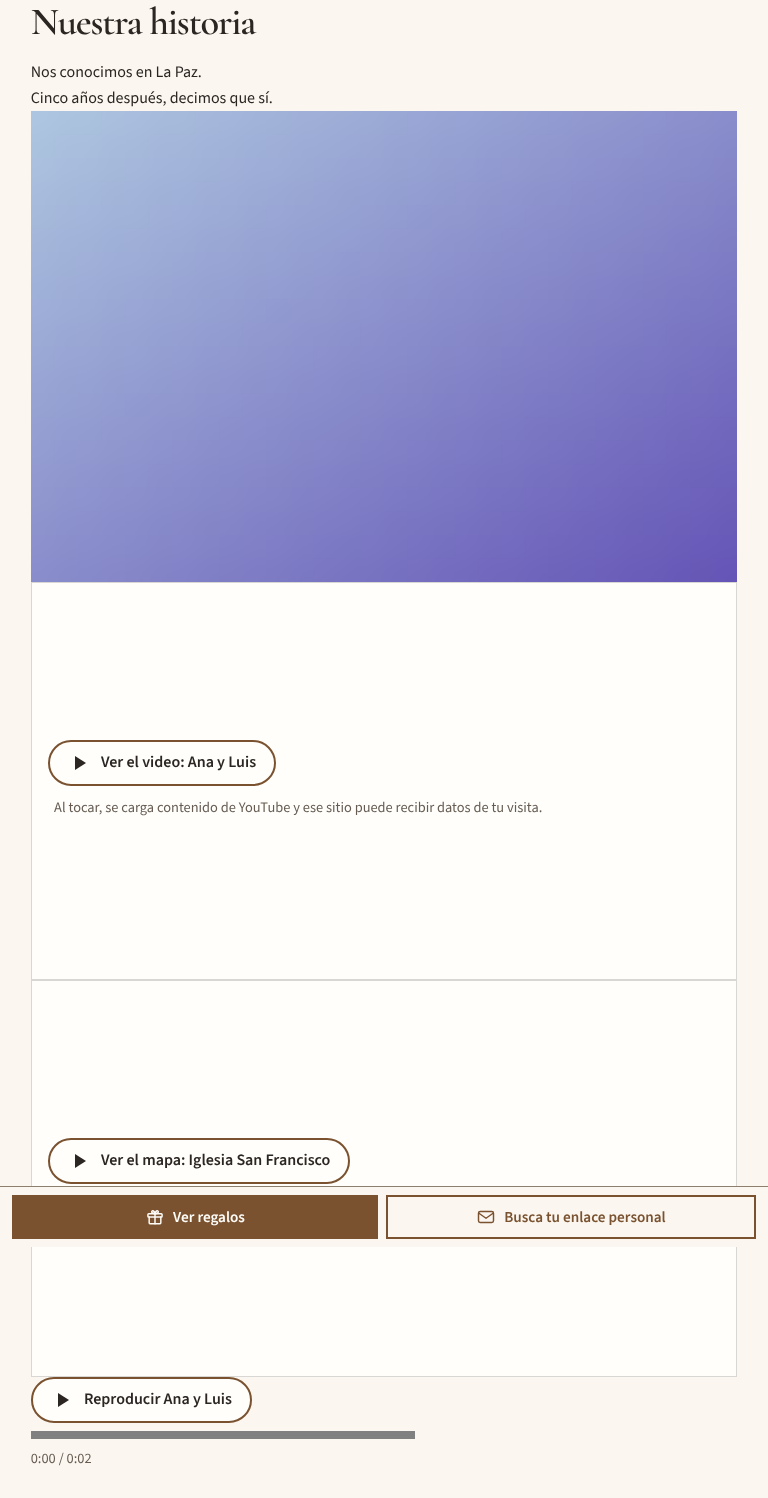 Nuestra historia
Nos conocimos en La Paz.
Cinco años después, decimos que sí.
Ver el video: Ana y Luis
Al tocar, se carga contenido de YouTube y ese sitio puede recibir datos de tu visita.
Ver el mapa: Iglesia San Francisco
Ver regalos
Busca tu enlace personal
Reproducir Ana y Luis
0:00 / 0:02